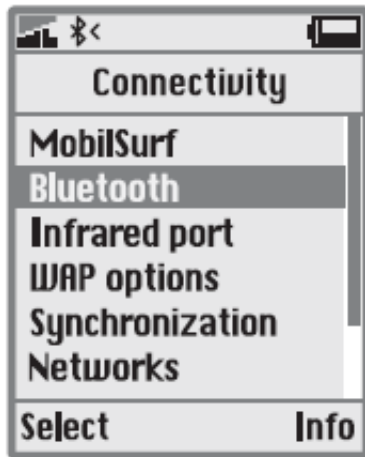 Connectivity
MobilSurf
Bluetooth
Infrared port
WAP options
Synchronization
Networks
Select Info